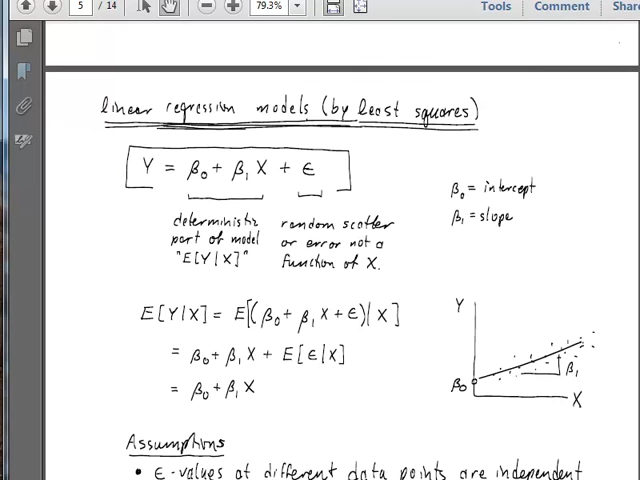 5 / 14
79.3%
Tools
Comment
Share
linear regression models (by least squares)
Y = β₀ + β₁ X + ϵ
β₀ = intercept
β₁ = slope
deterministic part of model "E[Y|X]"
random scatter or error not a function of X.
E[Y|X] = E[(β₀ + β₁ X + ϵ)|X]
= β₀ + β₁ X + E[ϵ|X]
= β₀ + β₁ X
Y
β₁
β₀
X
Assumptions
• ϵ-values at different data points are independent